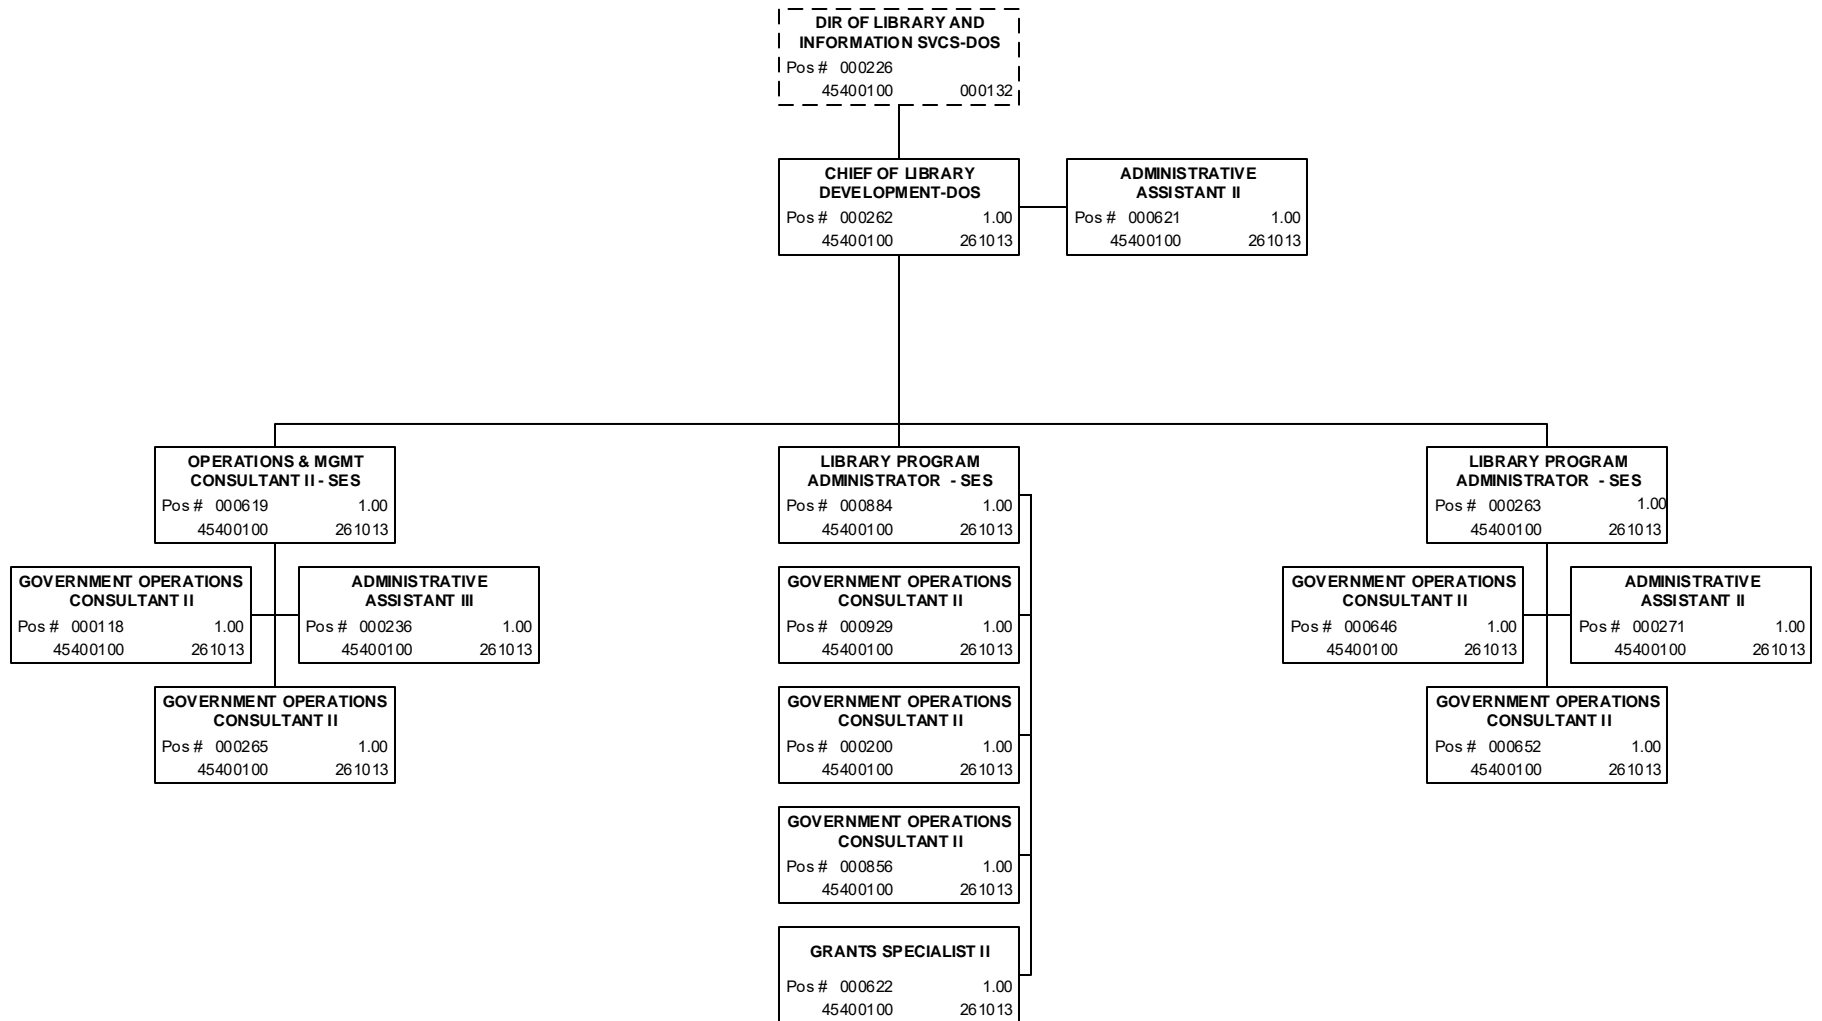 DIR OF LIBRARY AND
INFORMATION SVCS-DOS
Pos # 000226
45400100 000132
CHIEF OF LIBRARY
DEVELOPMENT-DOS
Pos # 000262 1.00
45400100 261013
ADMINISTRATIVE
ASSISTANT II
Pos # 000621 1.00
45400100 261013
OPERATIONS & MGMT
CONSULTANT II - SES
Pos # 000619 1.00
45400100 261013
GOVERNMENT OPERATIONS
CONSULTANT II
Pos # 000118 1.00
45400100 261013
ADMINISTRATIVE
ASSISTANT III
Pos # 000236 1.00
45400100 261013
GOVERNMENT OPERATIONS
CONSULTANT II
Pos # 000265 1.00
45400100 261013
LIBRARY PROGRAM
ADMINISTRATOR - SES
Pos # 000884 1.00
45400100 261013
GOVERNMENT OPERATIONS
CONSULTANT II
Pos # 000929 1.00
45400100 261013
GOVERNMENT OPERATIONS
CONSULTANT II
Pos # 000200 1.00
45400100 261013
GOVERNMENT OPERATIONS
CONSULTANT II
Pos # 000856 1.00
45400100 261013
GRANTS SPECIALIST II
Pos # 000622 1.00
45400100 261013
LIBRARY PROGRAM
ADMINISTRATOR - SES
Pos # 000263 1.00
45400100 261013
GOVERNMENT OPERATIONS
CONSULTANT II
Pos # 000646 1.00
45400100 261013
ADMINISTRATIVE
ASSISTANT II
Pos # 000271 1.00
45400100 261013
GOVERNMENT OPERATIONS
CONSULTANT II
Pos # 000652 1.00
45400100 261013